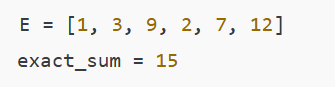 E = [1, 3, 9, 2, 7, 12]
exact_sum = 15